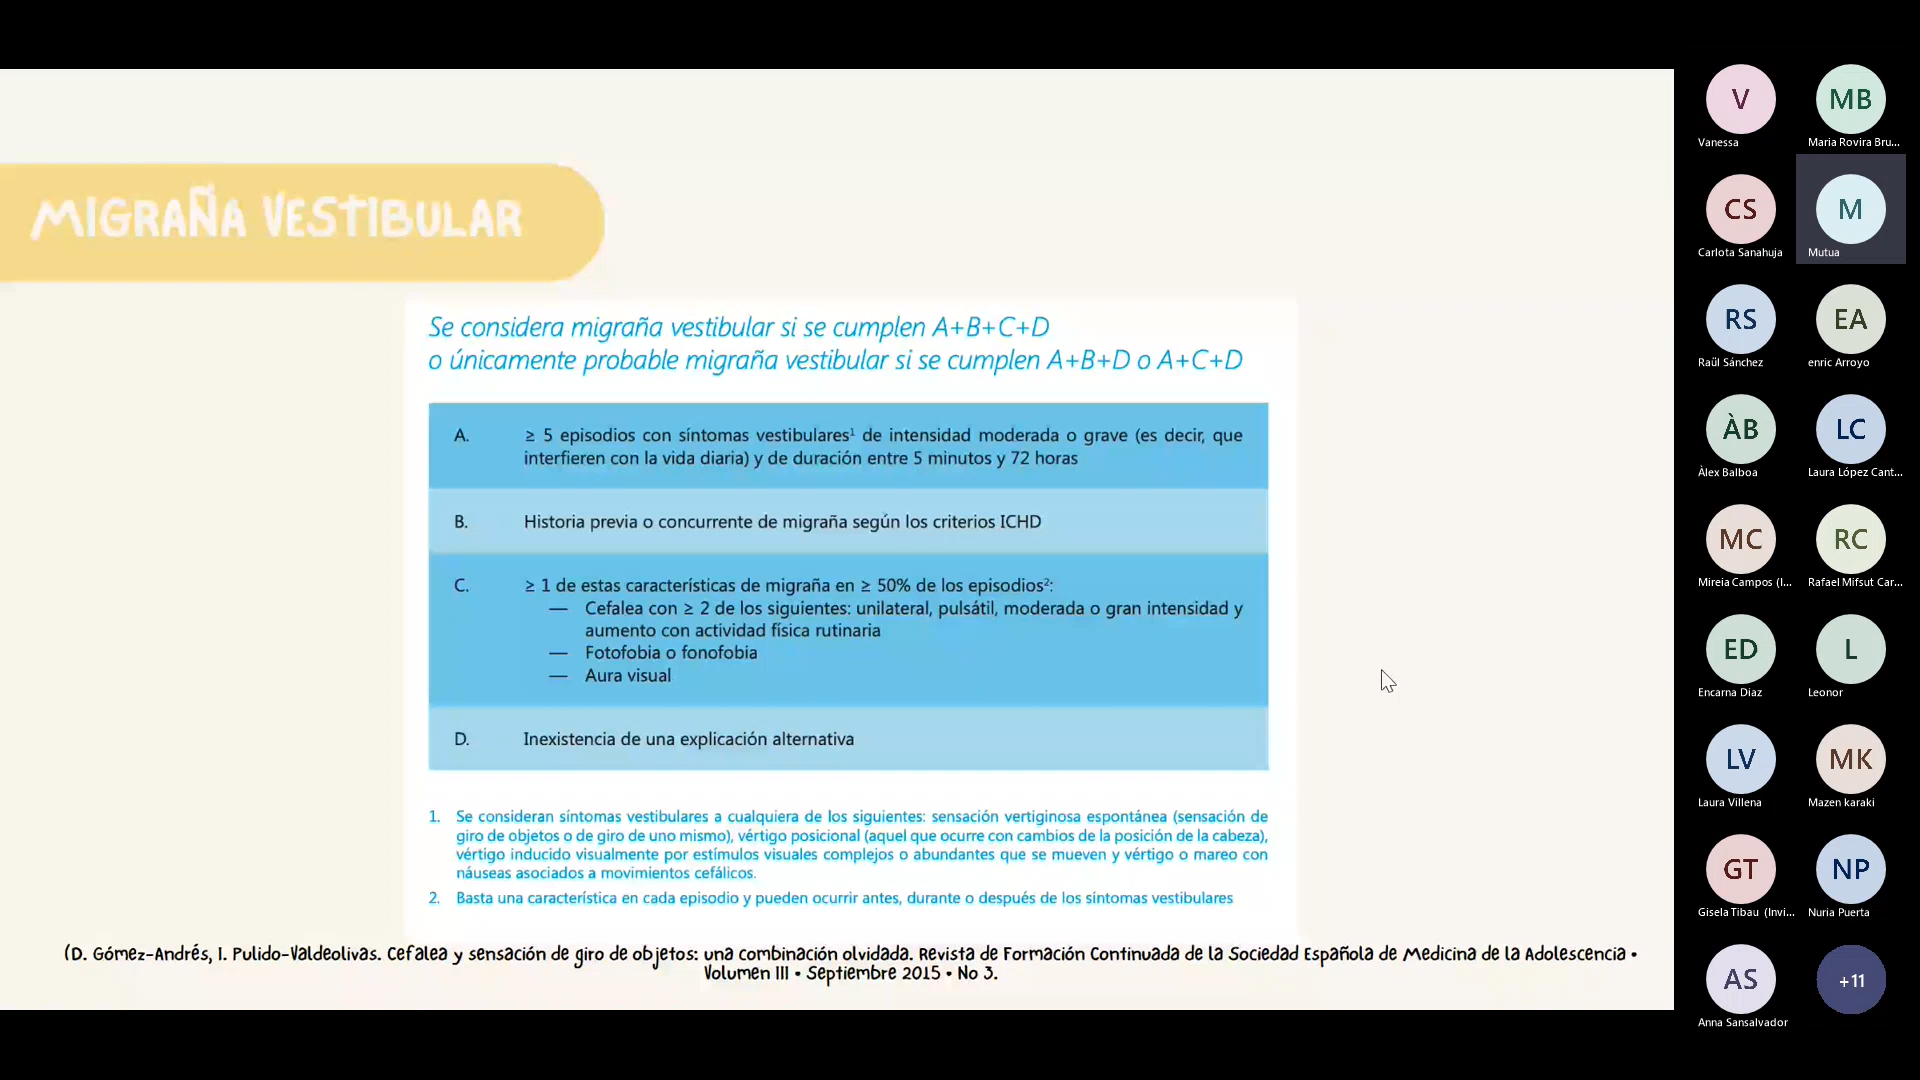 MIGRAÑA VESTIBULAR
Se considera migraña vestibular si se cumplen A+B+C+D
o únicamente probable migraña vestibular si se cumplen A+B+D o A+C+D
A. ≥ 5 episodios con síntomas vestibulares¹ de intensidad moderada o grave (es decir, que
interfieren con la vida diaria) y de duración entre 5 minutos y 72 horas
B. Historia previa o concurrente de migraña según los criterios ICHD
C. ≥ 1 de estas características de migraña en ≥ 50% de los episodios²:
— Cefalea con ≥ 2 de los siguientes: unilateral, pulsátil, moderada o gran intensidad y
aumento con actividad física rutinaria
— Fotofobia o fonofobia
— Aura visual
D. Inexistencia de una explicación alternativa
1. Se consideran síntomas vestibulares a cualquiera de los siguientes: sensación vertiginosa espontánea (sensación de
giro de objetos o de giro de uno mismo), vértigo posicional (aquel que ocurre con cambios de la posición de la cabeza),
vértigo inducido visualmente por estímulos visuales complejos o abundantes que se mueven y vértigo o mareo con
náuseas asociados a movimientos cefálicos.
2. Basta una característica en cada episodio y pueden ocurrir antes, durante o después de los síntomas vestibulares
(D. Gómez-Andrés, I. Pulido-Valdeolivas. Cefalea y sensación de giro de objetos: una combinación olvidada. Revista de Formación Continuada de la Sociedad Española de Medicina de la Adolescencia •
Volumen III • Septiembre 2015 • No 3.
V
Vanessa
MB
Maria Rovira Bru...
CS
Carlota Sanahuja
M
Mutua
RS
Raül Sánchez
EA
enric Arroyo
ÀB
Àlex Balboa
LC
Laura López Cant...
MC
Mireia Campos (I...
RC
Rafael Mifsut Car...
ED
Encarna Diaz
L
Leonor
LV
Laura Villena
MK
Mazen karaki
GT
Gisela Tibau (Invi...
NP
Nuria Puerta
AS
Anna Sansalvador
+11